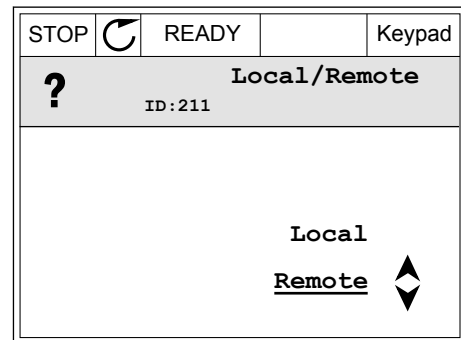 STOP READY Keypad
? Local/Remote
ID:211
Local
Remote